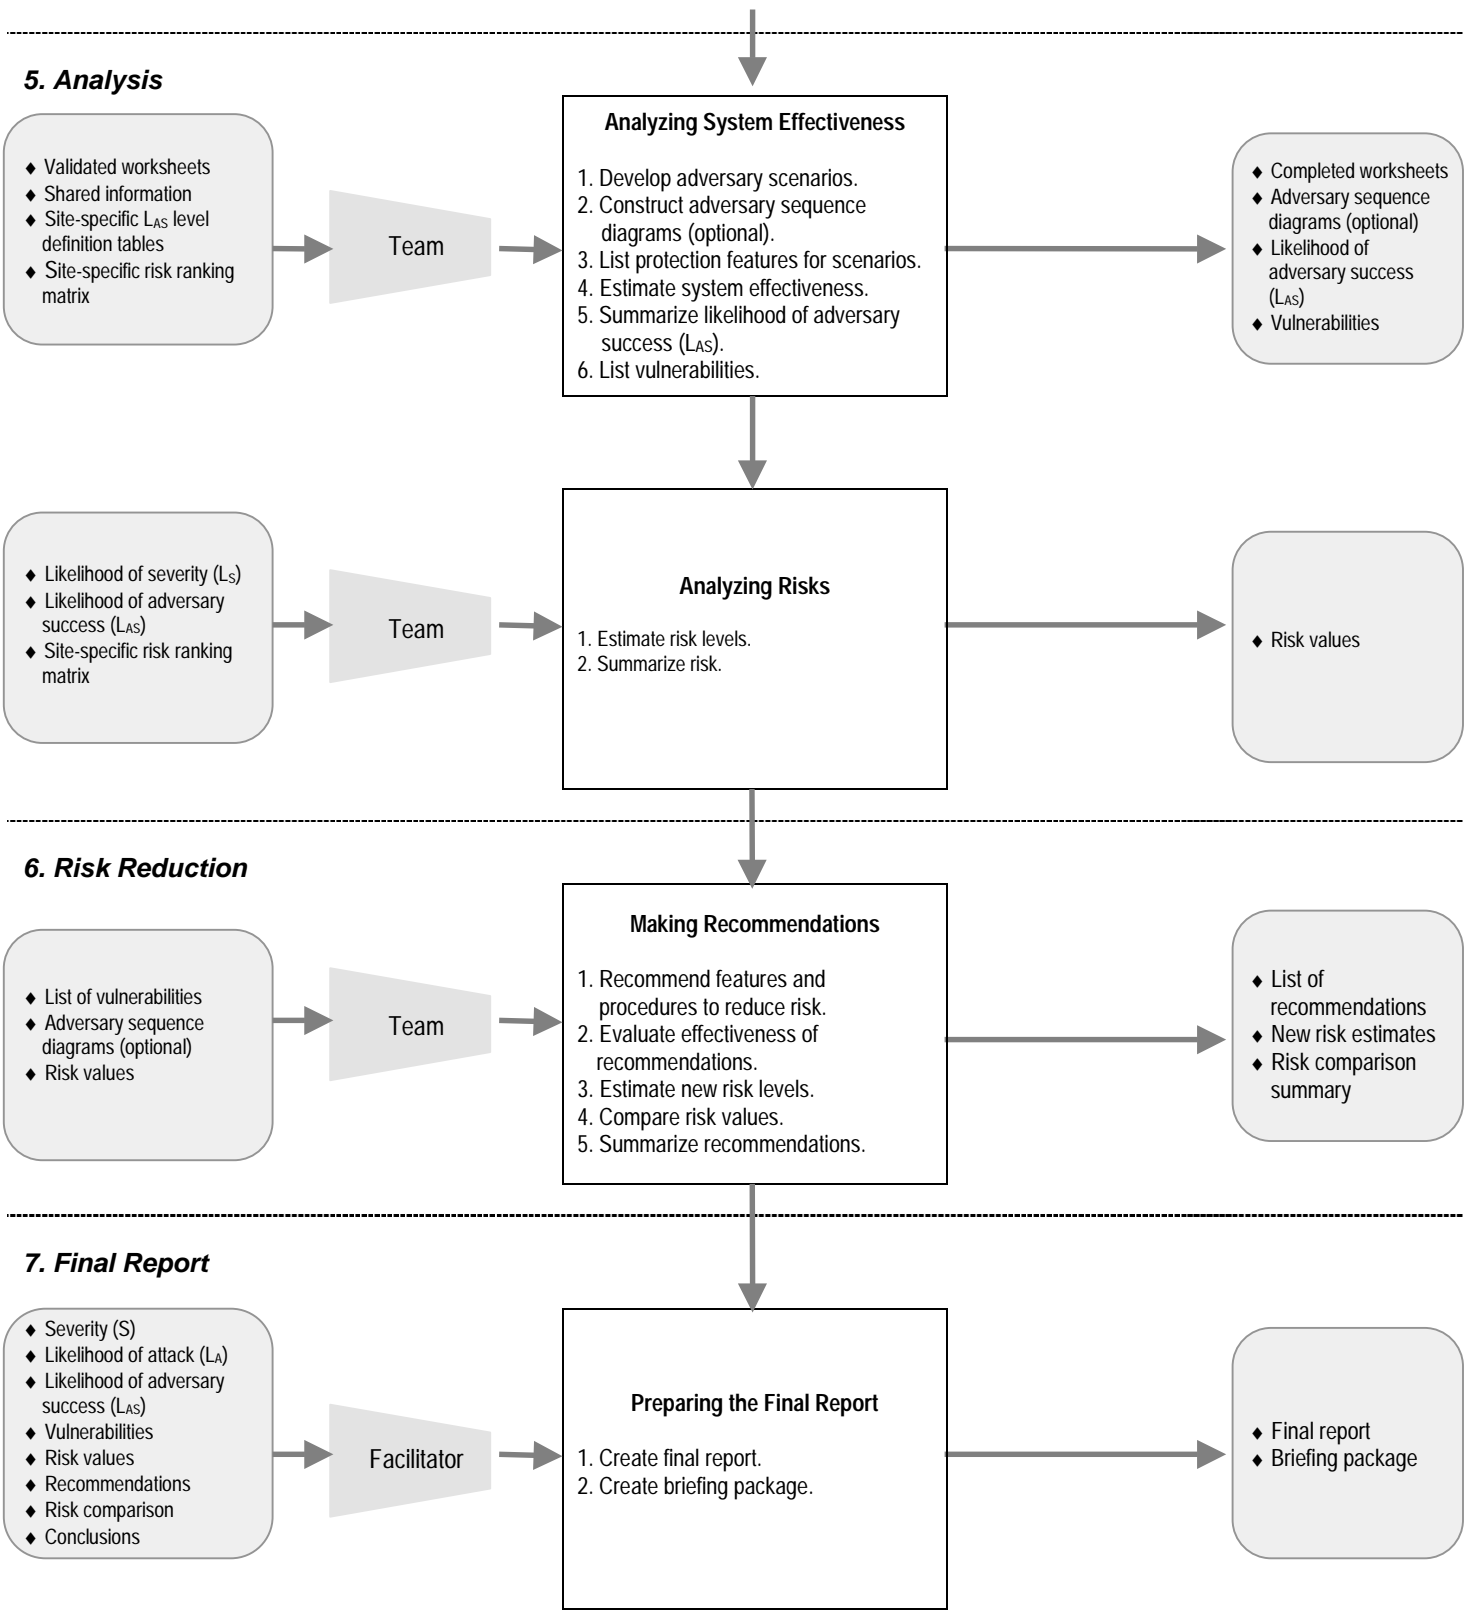 5. Analysis
♦ Validated worksheets
♦ Shared information
♦ Site-specific LAS level
definition tables
♦ Site-specific risk ranking
matrix
Team
Analyzing System Effectiveness
1. Develop adversary scenarios.
2. Construct adversary sequence
diagrams (optional).
3. List protection features for scenarios.
4. Estimate system effectiveness.
5. Summarize likelihood of adversary
success (LAS).
6. List vulnerabilities.
♦ Completed worksheets
♦ Adversary sequence
diagrams (optional)
♦ Likelihood of
adversary success
(LAS)
♦ Vulnerabilities
♦ Likelihood of severity (LS)
♦ Likelihood of adversary
success (LAS)
♦ Site-specific risk ranking
matrix
Team
Analyzing Risks
1. Estimate risk levels.
2. Summarize risk.
♦ Risk values
6. Risk Reduction
♦ List of vulnerabilities
♦ Adversary sequence
diagrams (optional)
♦ Risk values
Team
Making Recommendations
1. Recommend features and
procedures to reduce risk.
2. Evaluate effectiveness of
recommendations.
3. Estimate new risk levels.
4. Compare risk values.
5. Summarize recommendations.
♦ List of
recommendations
♦ New risk estimates
♦ Risk comparison
summary
7. Final Report
♦ Severity (S)
♦ Likelihood of attack (LA)
♦ Likelihood of adversary
success (LAS)
♦ Vulnerabilities
♦ Risk values
♦ Recommendations
♦ Risk comparison
♦ Conclusions
Facilitator
Preparing the Final Report
1. Create final report.
2. Create briefing package.
♦ Final report
♦ Briefing package